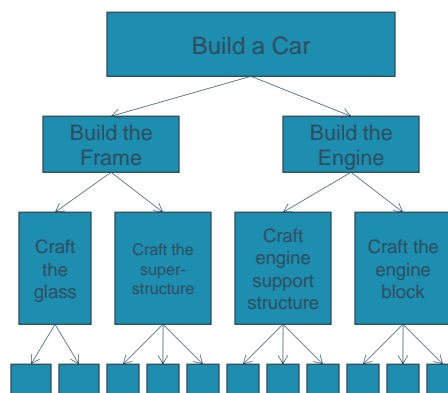 Build a Car
Build the
Frame
Build the
Engine
Craft
the
glass
Craft the
super-
structure
Craft
engine
support
structure
Craft the
engine
block